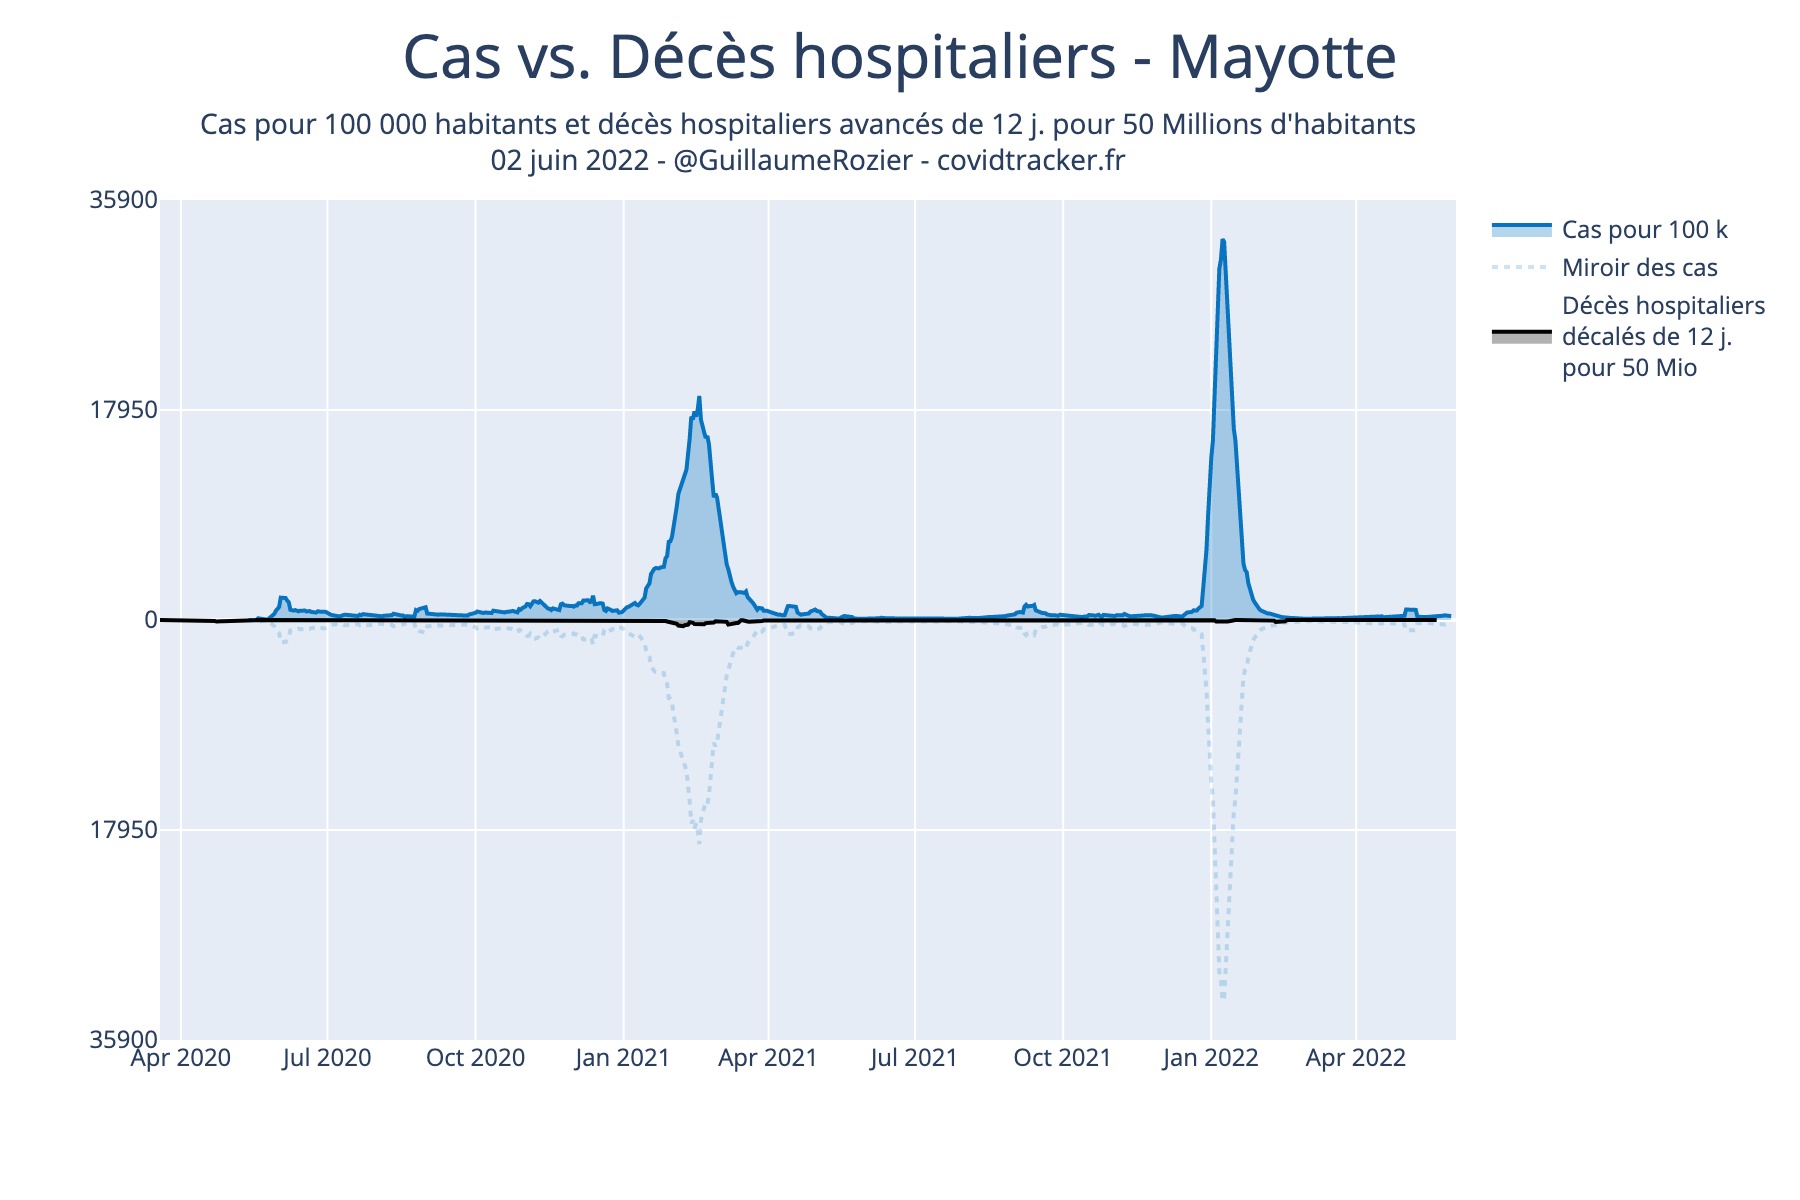 Cas vs. Décès hospitaliers - Mayotte
Cas pour 100 000 habitants et décès hospitaliers avancés de 12 j. pour 50 Millions d'habitants
02 juin 2022 - @GuillaumeRozier - covidtracker.fr
35900
17950
0
17950
35900
Apr 2020 Jul 2020 Oct 2020 Jan 2021 Apr 2021 Jul 2021 Oct 2021 Jan 2022 Apr 2022
Cas pour 100 k
Miroir des cas
Décès hospitaliers
décalés de 12 j.
pour 50 Mio